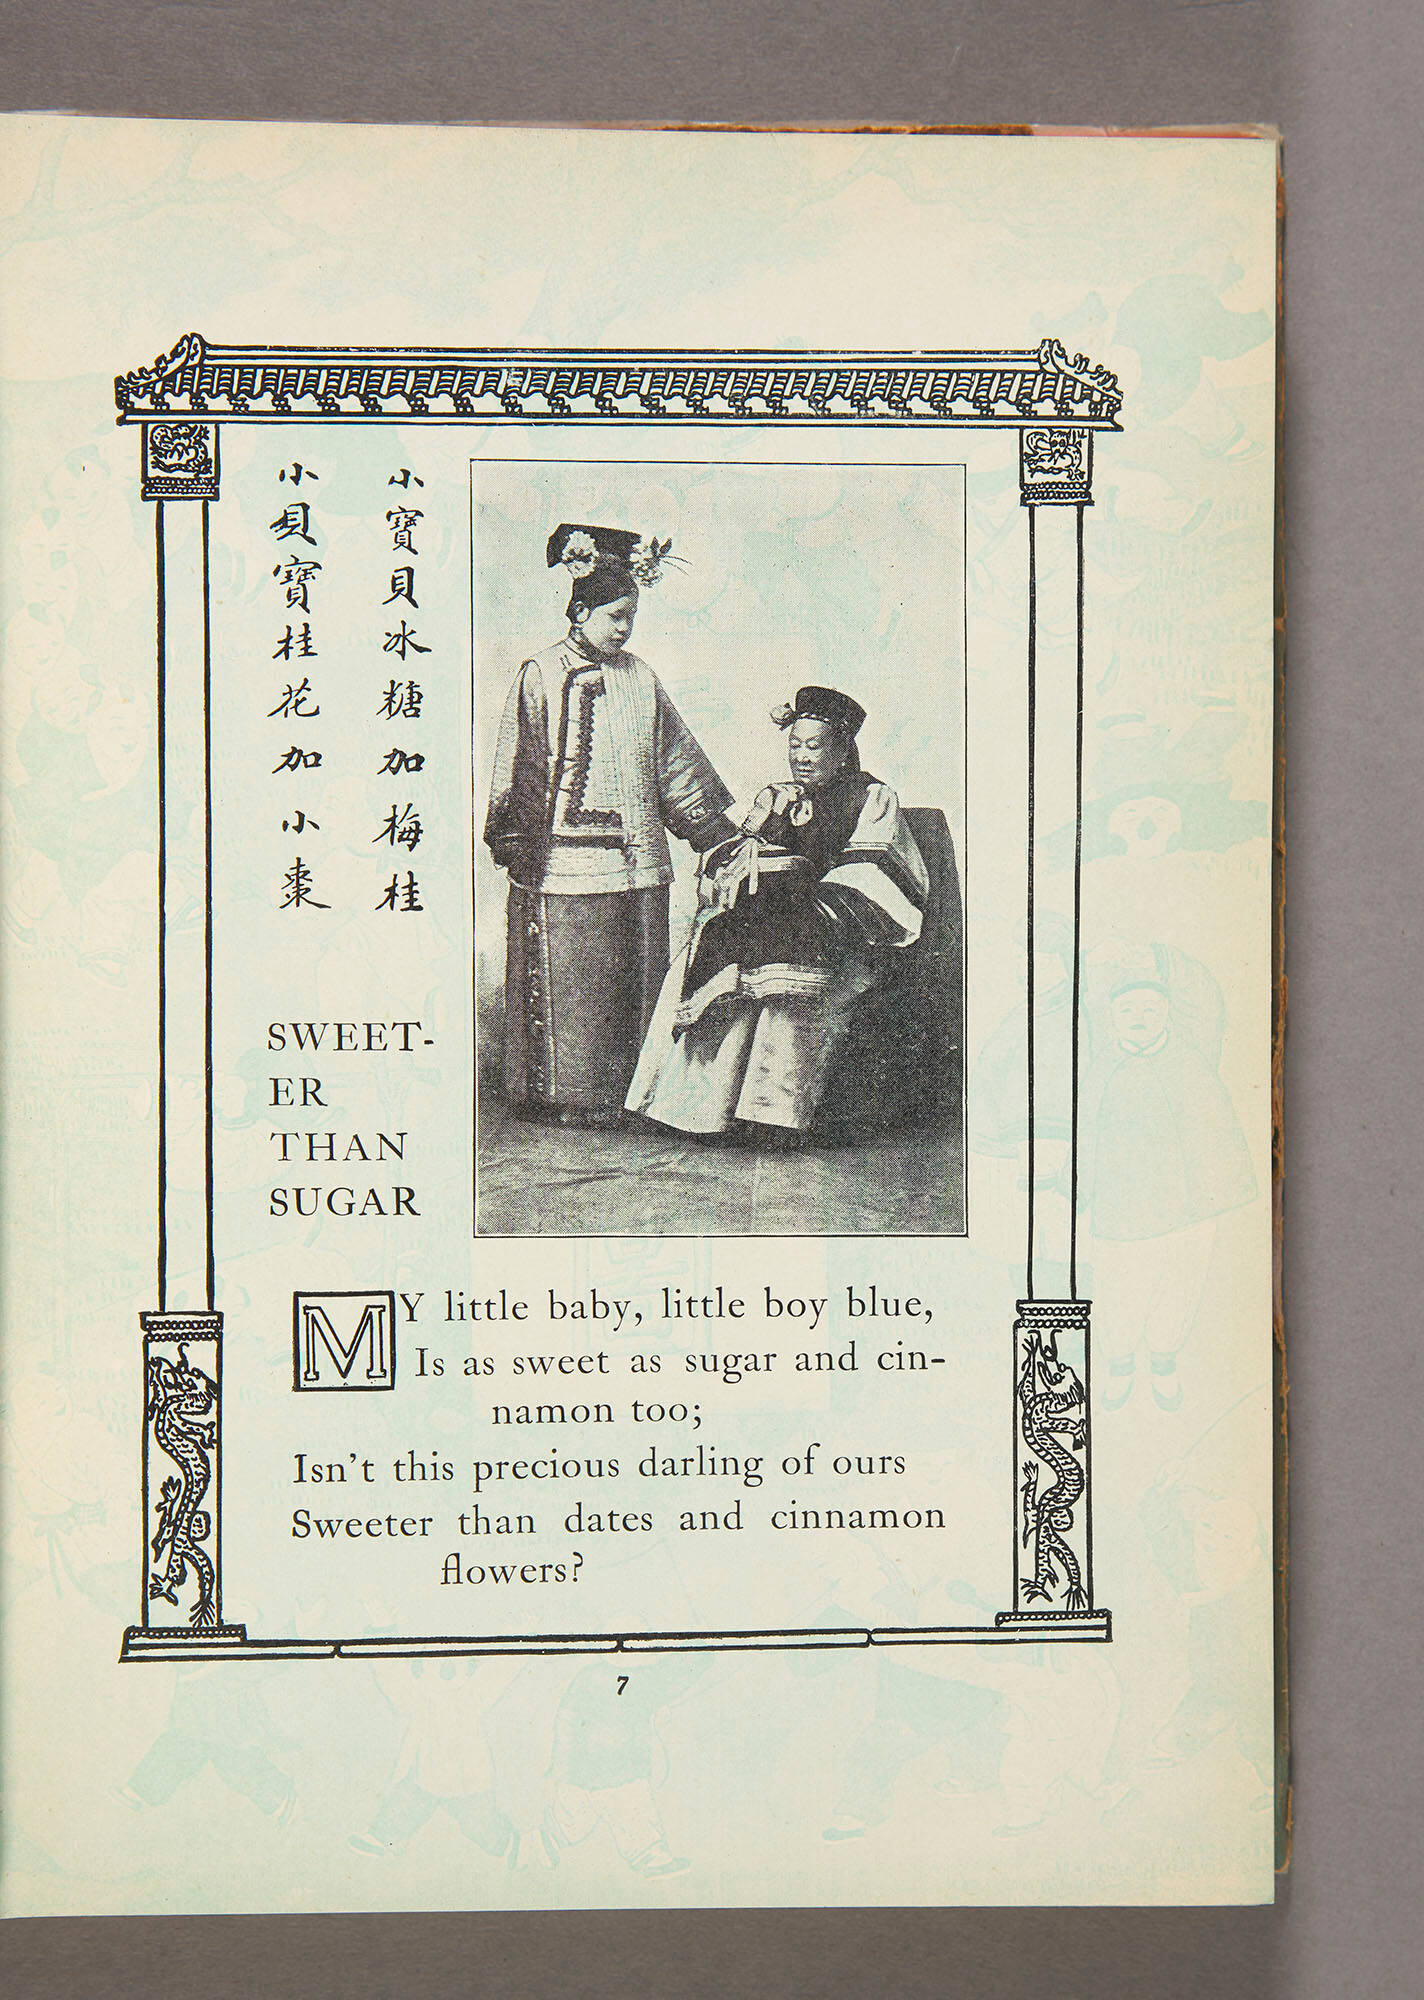 小寶貝冰糖加梅桂
小貝寶桂花加小棗
SWEET-
ER
THAN
SUGAR
MY little baby, little boy blue,
Is as sweet as sugar and cin-
namon too;
Isn't this precious darling of ours
Sweeter than dates and cinnamon
flowers?
7